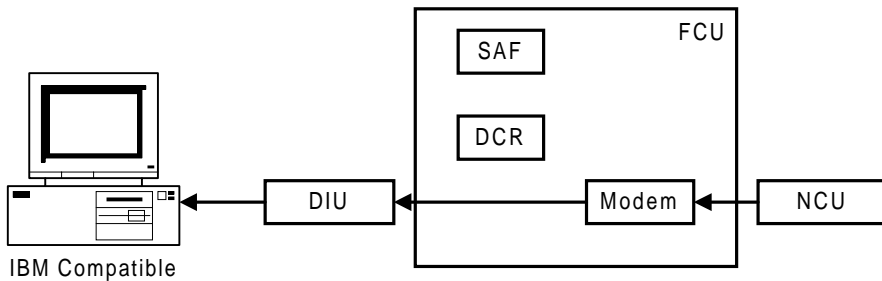 FCU
SAF
DCR
DIU
Modem
NCU
IBM Compatible